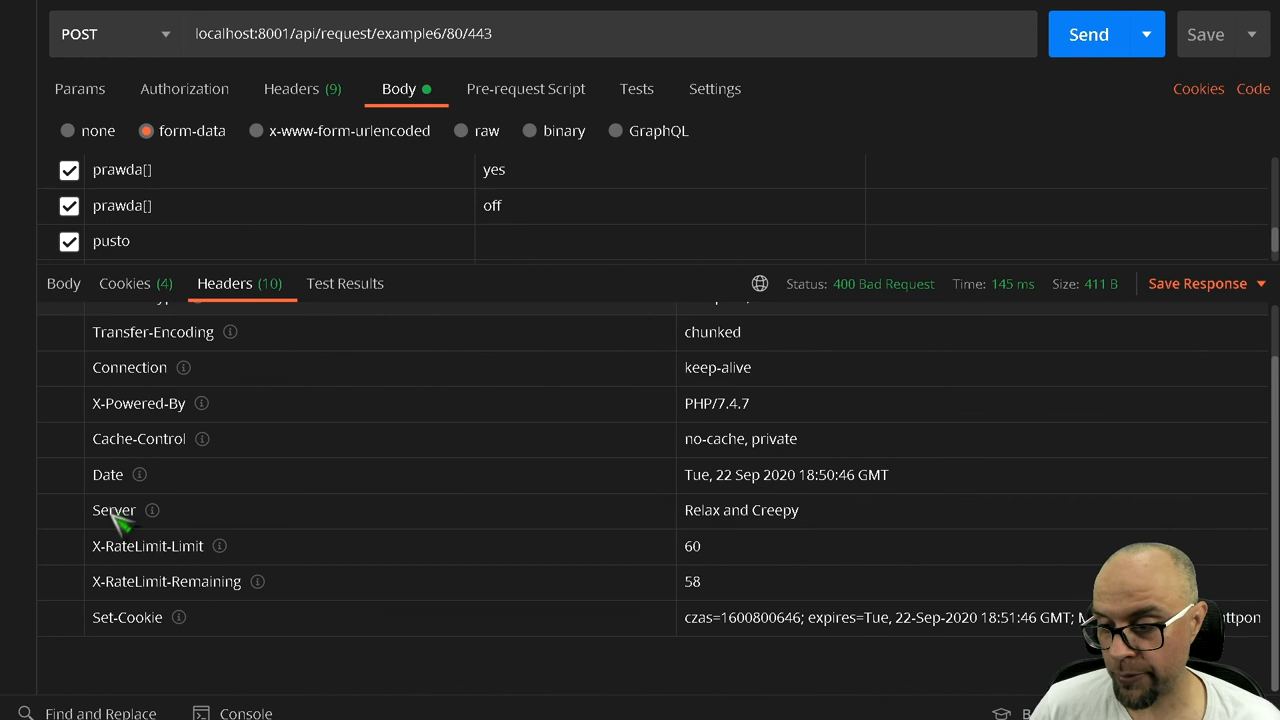 POST localhost:8001/api/request/example6/80/443 Send Save
Params Authorization Headers (9) Body Pre-request Script Tests Settings Cookies Code
none form-data x-www-form-urlencoded raw binary GraphQL
prawda[] yes
prawda[] off
pusto
Body Cookies (4) Headers (10) Test Results Status: 400 Bad Request Time: 145 ms Size: 411 B Save Response
Transfer-Encoding chunked
Connection keep-alive
X-Powered-By PHP/7.4.7
Cache-Control no-cache, private
Date Tue, 22 Sep 2020 18:50:46 GMT
Server Relax and Creepy
X-RateLimit-Limit 60
X-RateLimit-Remaining 58
Set-Cookie czas=1600800646; expires=Tue, 22-Sep-2020 18:51:46 GMT;
Find and Replace Console